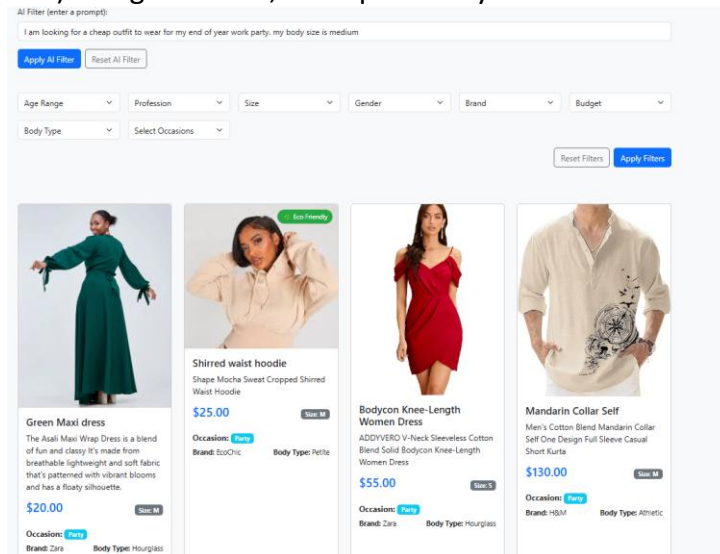 AI Filter (enter a prompt):
I am looking for a cheap outfit to wear for my end of year work party. my body size is medium
Apply AI Filter
Reset AI Filter
Age Range
Profession
Size
Gender
Brand
Budget
Body Type
Select Occasions
Reset Filters
Apply Filters
Green Maxi dress
The Asali Maxi Wrap Dress is a blend
of fun and classy It's made from
breathable lightweight and soft fabric
that's patterned with vibrant blooms
and has a floaty silhouette.
$20.00
Size: M
Occasion: Party
Brand: Zara
Body Type: Hourglass
Eco Friendly
Shirred waist hoodie
Shape Mocha Sweat Cropped Shirred
Waist Hoodie
$25.00
Size: M
Occasion: Party
Brand: EcoChic
Body Type: Petite
Bodycon Knee-Length
Women Dress
ADDYVERO V-Neck Sleeveless Cotton
Blend Solid Bodycon Knee-Length
Women Dress
$55.00
Size: S
Occasion: Party
Brand: Zara
Body Type: Hourglass
Mandarin Collar Self
Men's Cotton Blend Mandarin Collar
Self One Design Full Sleeve Casual
Short Kurta
$130.00
Size: M
Occasion: Party
Brand: H&M
Body Type: Athletic